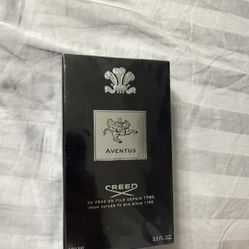 AVENTUS
CREED
DE PÈRE EN FILS DEPUIS 1760
FROM FATHER TO SON SINCE 1760
3.3 FL.OZ.